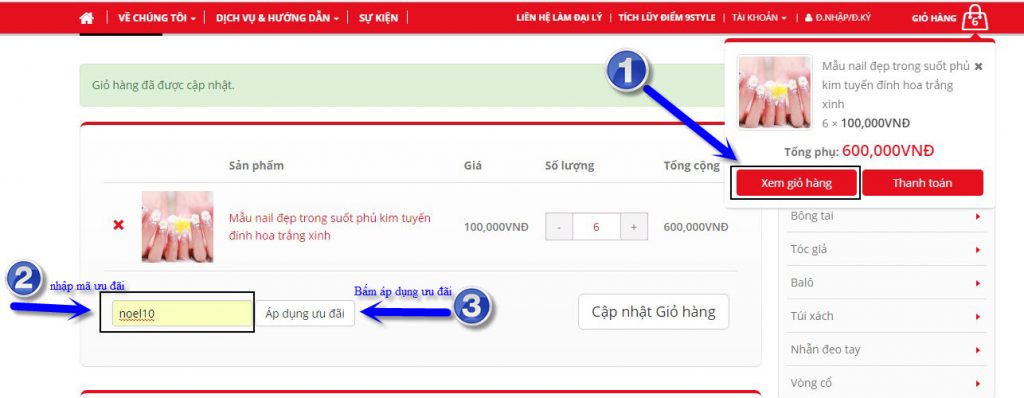 VỀ CHÚNG TÔI
DỊCH VỤ & HƯỚNG DẪN
SỰ KIỆN
LIÊN HỆ LÀM ĐẠI LÝ
TÍCH LŨY ĐIỂM 9STYLE
TÀI KHOẢN
Đ.NHẬP/Đ.KÝ
GIỎ HÀNG
6
Giỏ hàng đã được cập nhật.
1
Mẫu nail đẹp trong suốt phủ
kim tuyến đính hoa trắng
xinh
6 × 100,000VNĐ
Tổng phụ: 600,000VNĐ
Xem giỏ hàng
Thanh toán
Sản phẩm
Giá
Số lượng
Tổng cộng
Mẫu nail đẹp trong suốt phủ kim tuyến
đính hoa trắng xinh
100,000VNĐ
- 6 +
600,000VNĐ
2
nhập mã ưu đãi
noel10
Áp dụng ưu đãi
Bấm áp dụng ưu đãi
3
Cập nhật Giỏ hàng
Bông tai
Tóc giả
Balô
Túi xách
Nhẫn đeo tay
Vòng cổ